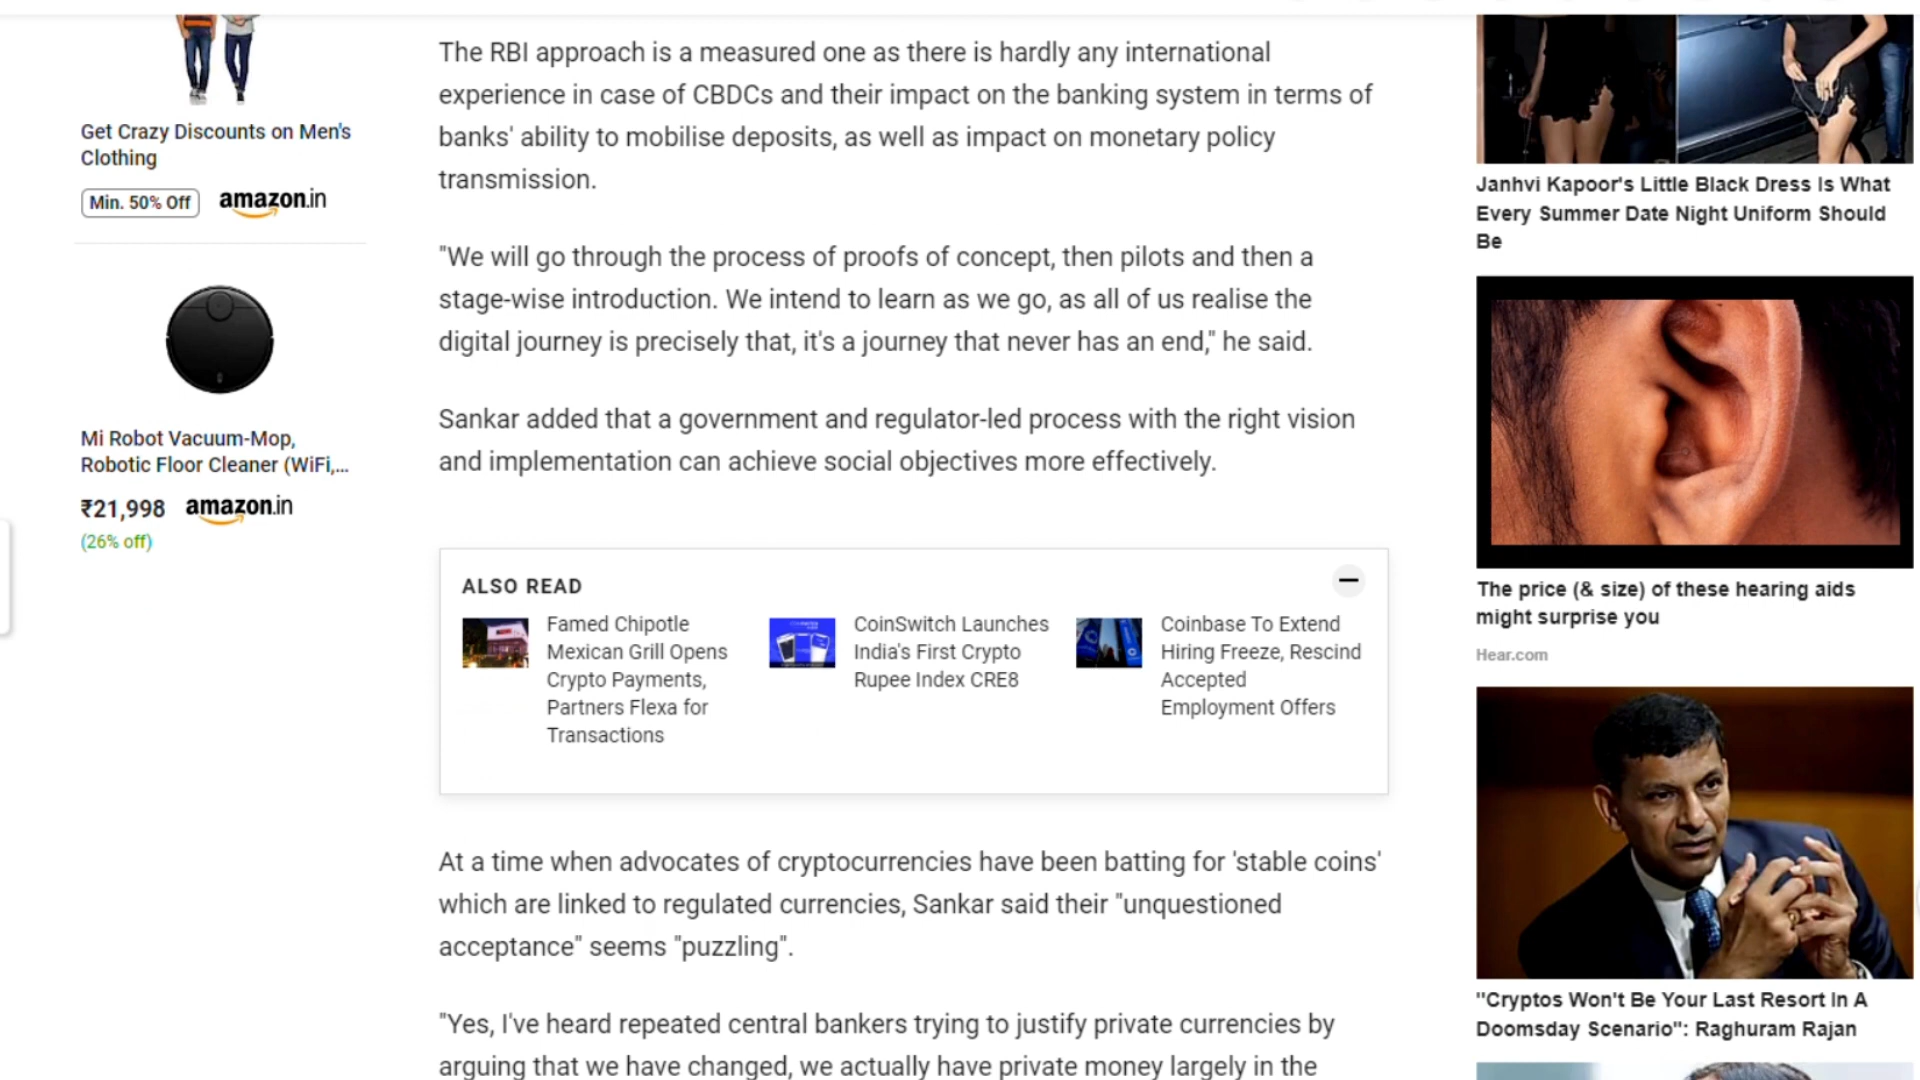 Get Crazy Discounts on Men's
Clothing
Min. 50% Off
amazon.in
Mi Robot Vacuum-Mop,
Robotic Floor Cleaner (WiFi,...
₹21,998
amazon.in
(26% off)
The RBI approach is a measured one as there is hardly any international
experience in case of CBDCs and their impact on the banking system in terms of
banks' ability to mobilise deposits, as well as impact on monetary policy
transmission.
"We will go through the process of proofs of concept, then pilots and then a
stage-wise introduction. We intend to learn as we go, as all of us realise the
digital journey is precisely that, it's a journey that never has an end," he said.
Sankar added that a government and regulator-led process with the right vision
and implementation can achieve social objectives more effectively.
ALSO READ
Famed Chipotle
Mexican Grill Opens
Crypto Payments,
Partners Flexa for
Transactions
CoinSwitch Launches
India's First Crypto
Rupee Index CRE8
Coinbase To Extend
Hiring Freeze, Rescind
Accepted
Employment Offers
At a time when advocates of cryptocurrencies have been batting for 'stable coins'
which are linked to regulated currencies, Sankar said their "unquestioned
acceptance" seems "puzzling".
"Yes, I've heard repeated central bankers trying to justify private currencies by
arguing that we have changed, we actually have private money largely in the
Janhvi Kapoor's Little Black Dress Is What
Every Summer Date Night Uniform Should
Be
The price (& size) of these hearing aids
might surprise you
Hear.com
"Cryptos Won't Be Your Last Resort In A
Doomsday Scenario": Raghuram Rajan